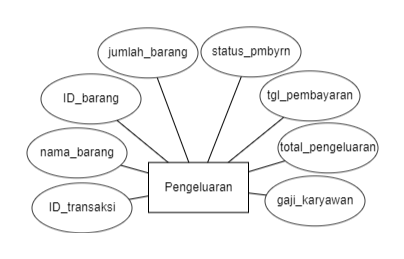 jumlah_barang
status_pmbyrn
ID_barang
tgl_pembayaran
nama_barang
total_pengeluaran
Pengeluaran
ID_transaksi
gaji_karyawan